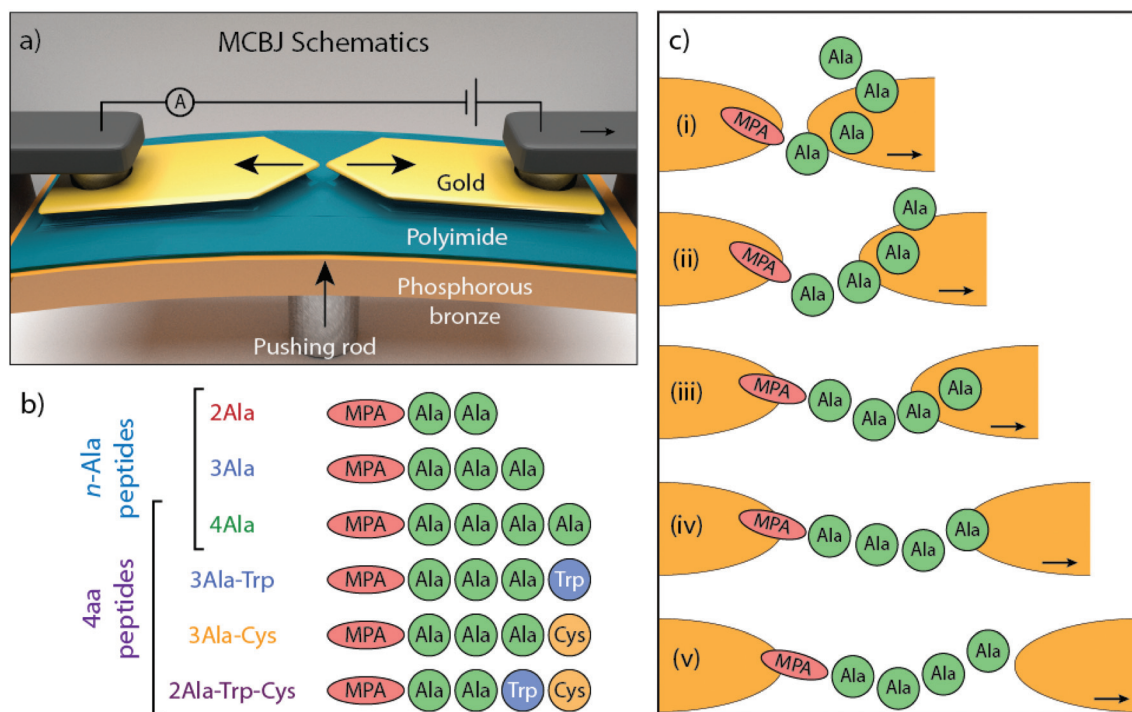 a)
MCBJ Schematics
A
Gold
Polyimide
Phosphorous
bronze
Pushing rod
b)
n-Ala
peptides
4aa
peptides
2Ala
MPA Ala Ala
3Ala
MPA Ala Ala Ala
4Ala
MPA Ala Ala Ala Ala
3Ala-Trp
MPA Ala Ala Ala Trp
3Ala-Cys
MPA Ala Ala Ala Cys
2Ala-Trp-Cys
MPA Ala Ala Trp Cys
c)
(i)
MPA Ala Ala Ala Ala
(ii)
MPA Ala Ala Ala Ala
(iii)
MPA Ala Ala Ala Ala
(iv)
MPA Ala Ala Ala Ala
(v)
MPA Ala Ala Ala Ala